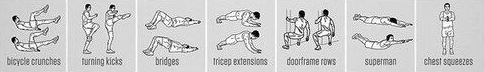 bicycle crunches
turning kicks
bridges
tricep extensions
doorframe rows
superman
chest squeezes